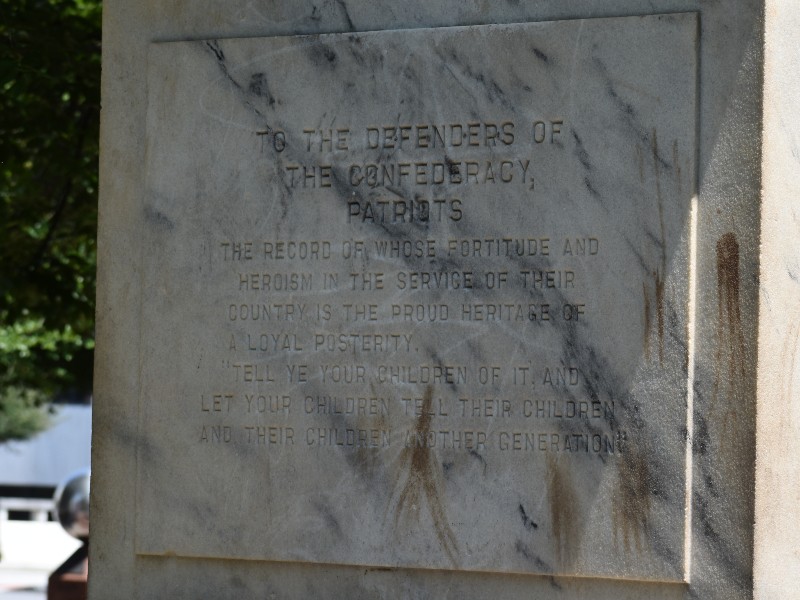 TO THE DEFENDERS OF
THE CONFEDERACY,
PATRIOTS
THE RECORD OF WHOSE FORTITUDE AND
HEROISM IN THE SERVICE OF THEIR
COUNTRY IS THE PROUD HERITAGE OF
A LOYAL POSTERITY.
"TELL YE YOUR CHILDREN OF IT, AND
LET YOUR CHILDREN TELL THEIR CHILDREN
AND THEIR CHILDREN ANOTHER GENERATION"